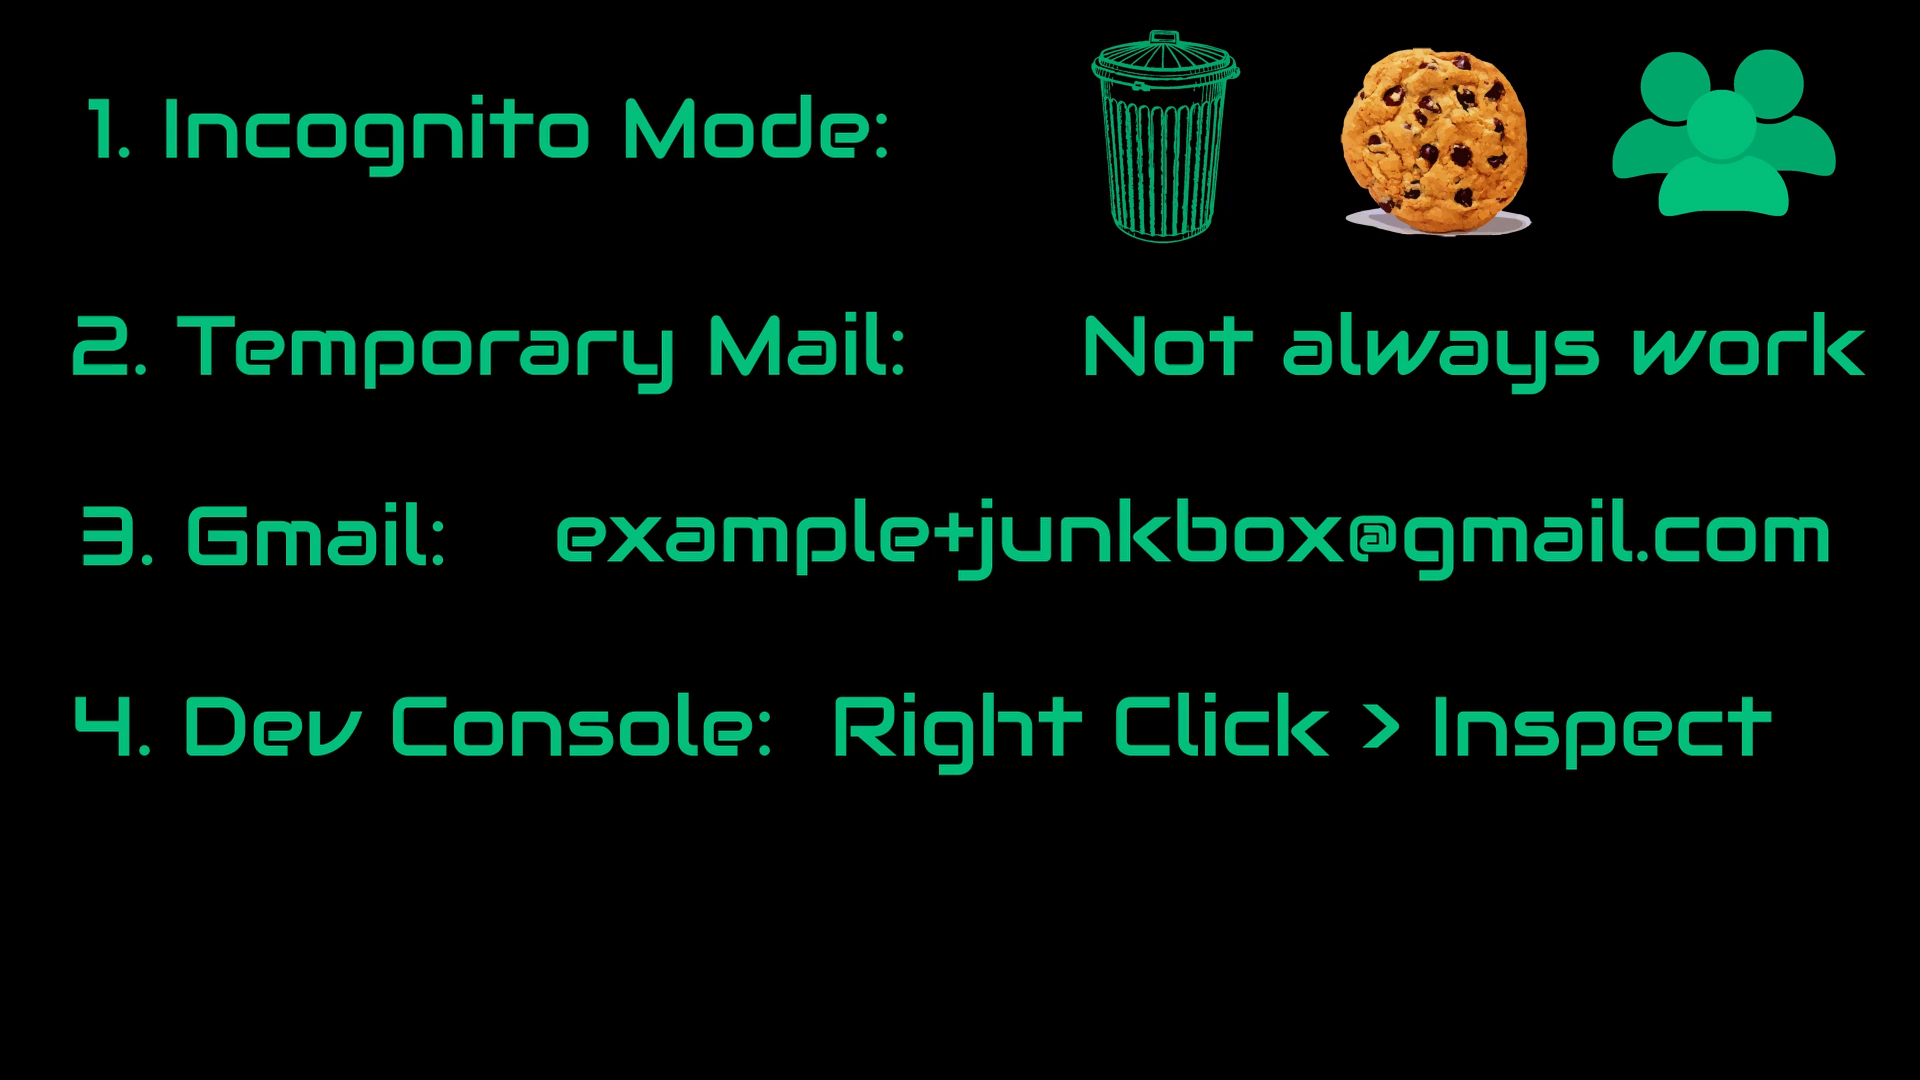 1. Incognito Mode:
2. Temporary Mail: Not always work
3. Gmail: example+junkbox@gmail.com
4. Dev Console: Right Click > Inspect